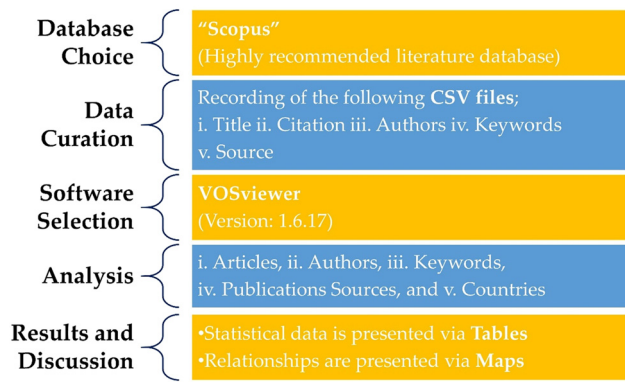 Database
Choice
“Scopus”
(Highly recommended literature database)
Data
Curation
Recording of the following CSV files;
i. Title ii. Citation iii. Authors iv. Keywords
v. Source
Software
Selection
VOSviewer
(Version: 1.6.17)
Analysis
i. Articles, ii. Authors, iii. Keywords,
iv. Publications Sources, and v. Countries
Results and
Discussion
•Statistical data is presented via Tables
•Relationships are presented via Maps